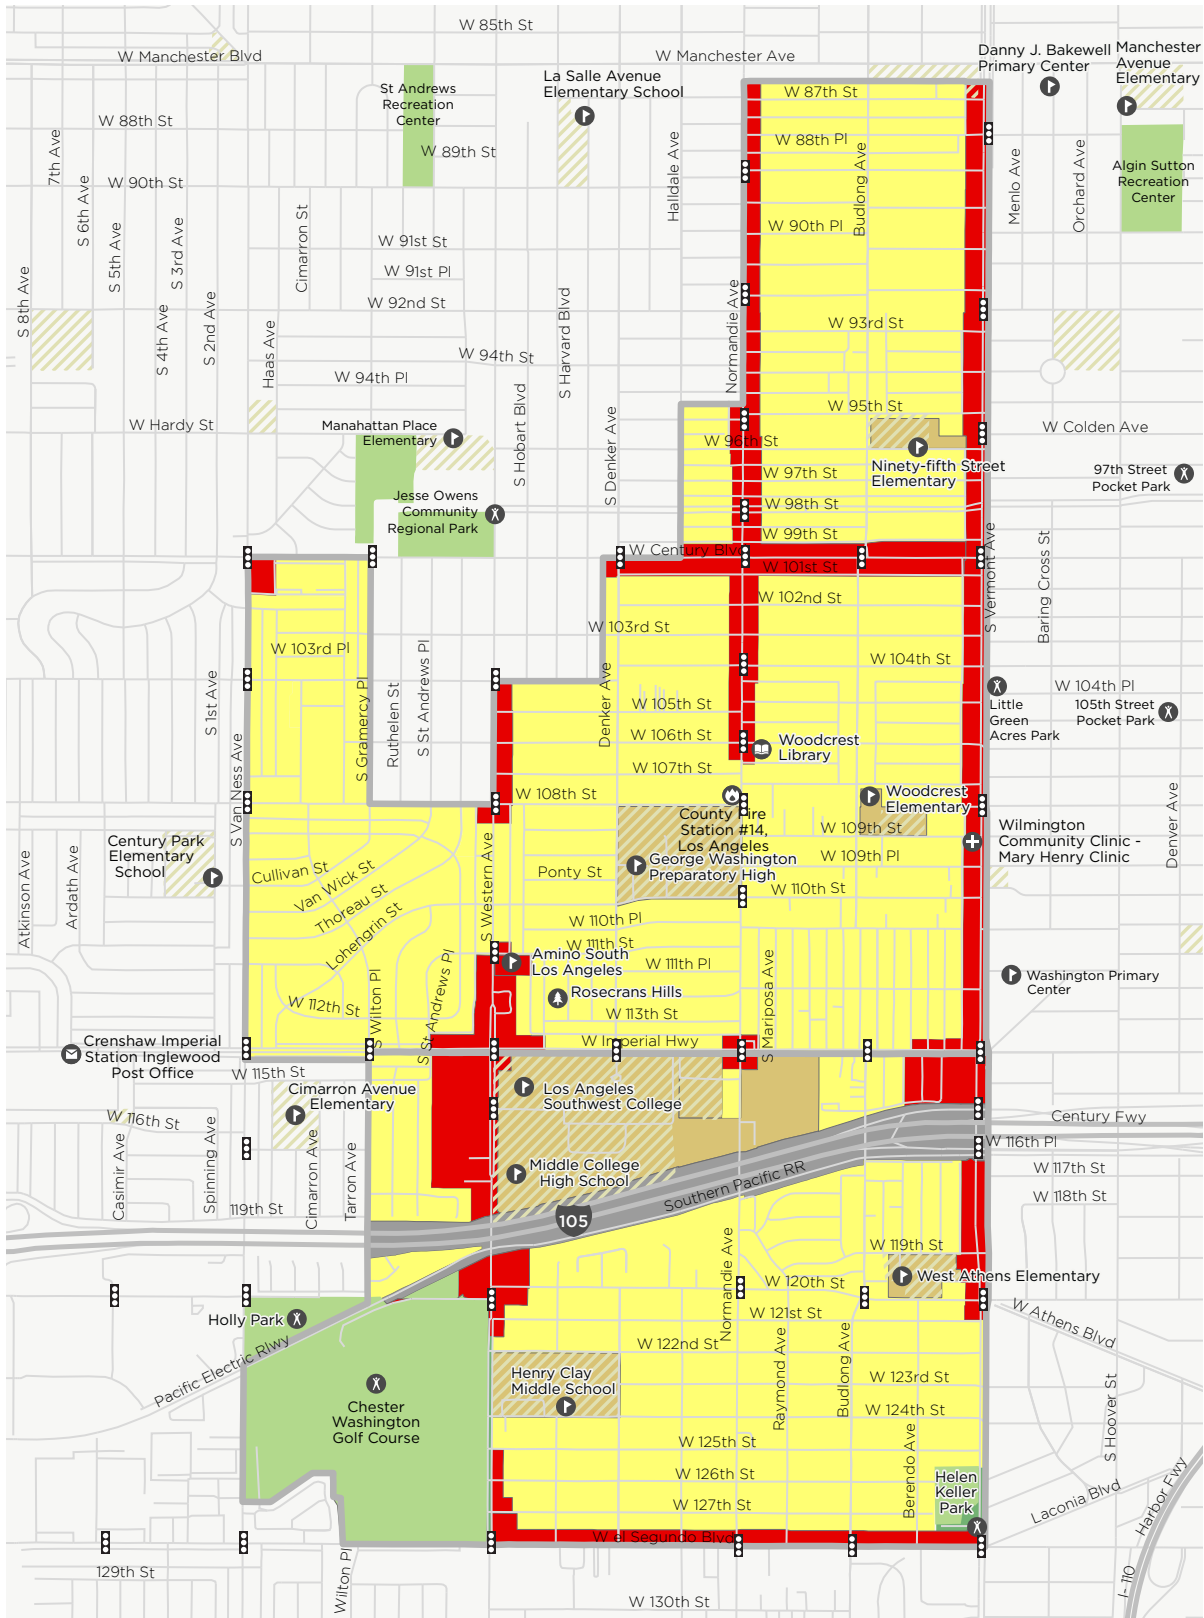 W 85th St
W Manchester Blvd
W Manchester Ave
Danny J. Bakewell
Primary Center
Manchester
Avenue
Elementary
La Salle Avenue
Elementary School
St Andrews
Recreation
Center
W 87th St
W 88th St
W 88th Pl
W 89th St
W 90th St
Algin Sutton
Recreation
Center
7th Ave
S 6th Ave
S 5th Ave
S 3rd Ave
Cimarron St
Halldale Ave
Budlong Ave
Menlo Ave
Orchard Ave
W 90th Pl
W 91st St
W 91st Pl
W 92nd St
S 8th Ave
S 4th Ave
S 2nd Ave
Haas Ave
S Harvard Blvd
Normandie Ave
W 93rd St
W 94th St
W 94th Pl
W 95th St
W Hardy St
Manahattan Place
Elementary
S Hobart Blvd
S Denker Ave
W 96th St
W Colden Ave
Ninety-fifth Street
Elementary
W 97th St
97th Street
Pocket Park
Jesse Owens
Community
Regional Park
W 98th St
W 99th St
W Century Blvd
W 101st St
S Vermont Ave
Baring Cross St
W 102nd St
W 103rd St
W 103rd Pl
W 104th St
W 104th Pl
Little
Green
Acres Park
105th Street
Pocket Park
S 1st Ave
S Van Ness Ave
S Gramercy Pl
Ruthelen St
S St Andrews Pl
Denker Ave
W 105th St
W 106th St
Woodcrest
Library
W 107th St
W 108th St
Woodcrest
Elementary
County Fire
Station #14,
Los Angeles
W 109th St
Wilmington
Community Clinic -
Mary Henry Clinic
Denver Ave
Century Park
Elementary
School
Atkinson Ave
Ardath Ave
Cullivan St
Van Wick St
Thoreau St
Lohengrin St
S Western Ave
Ponty St
George Washington
Preparatory High
W 109th Pl
W 110th St
W 110th Pl
W 111th St
W 111th Pl
Amino South
Los Angeles
Rosecrans Hills
S Mariposa Ave
Washington Primary
Center
W 112th St
S Wilton Pl
S St Andrews Pl
W 113th St
W Imperial Hwy
Crenshaw Imperial
Station Inglewood
Post Office
W 115th St
Cimarron Avenue
Elementary
W 116th St
Los Angeles
Southwest College
Century Fwy
W 116th Pl
Casimir Ave
Spinning Ave
Cimarron Ave
Tarron Ave
Middle College
High School
Southern Pacific RR
W 117th St
W 118th St
119th St
105
W 119th St
West Athens Elementary
Normandie Ave
W 120th St
Holly Park
W 121st St
W Athens Blvd
Pacific Electric Rlwy
W 122nd St
Raymond Ave
Budlong Ave
Henry Clay
Middle School
W 123rd St
W 124th St
Chester
Washington
Golf Course
S Hoover St
W 125th St
Berendo Ave
W 126th St
Helen
Keller
Park
W 127th St
Laconia Blvd
Harbor Fwy
W el Segundo Blvd
129th St
Wilton Pl
I- 110
W 130th St